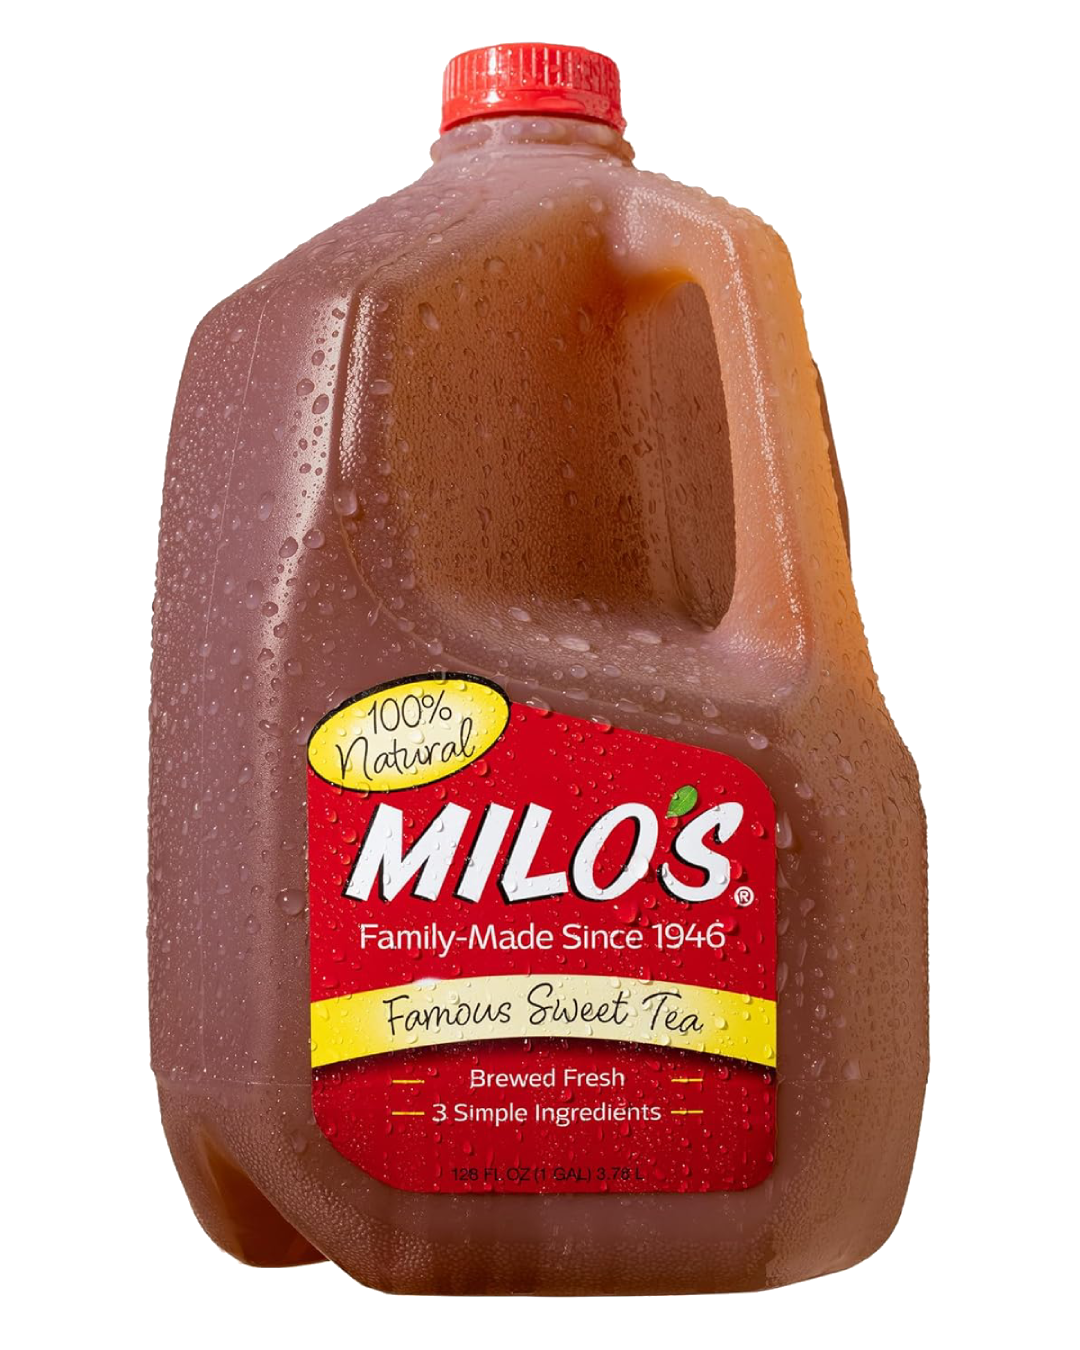 100%
Natural
MILO'S®
Family-Made Since 1946
Famous Sweet Tea
Brewed Fresh
3 Simple Ingredients
128 FL OZ (1 GAL) 3.78 L